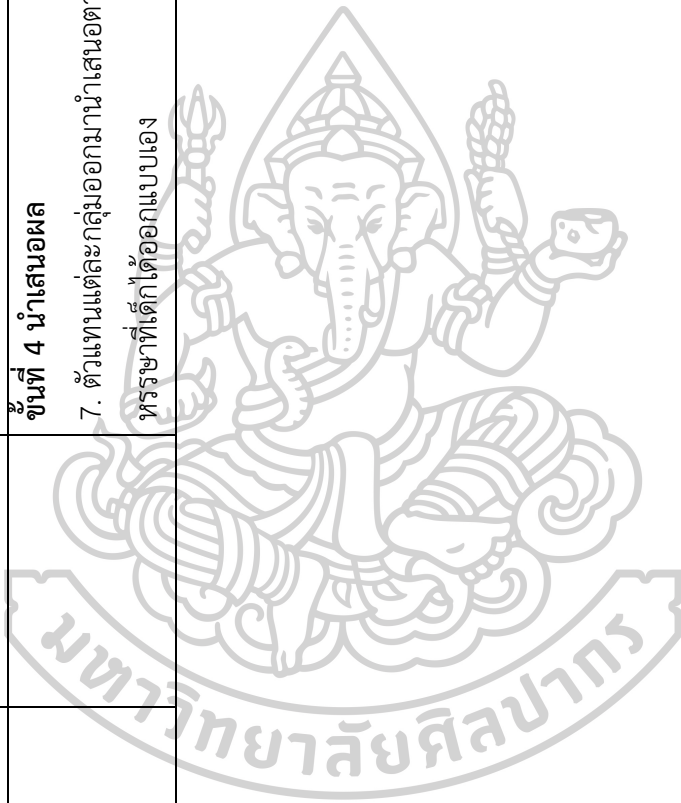 ขั้นที่ 4 นำเสนอผล
7. ตัวแทนแต่ละกลุ่มออกมานำเสนอตา
หรรษาที่เด็กได้ออกแบบเอง
มหาวิทยาลัยศิลปากร